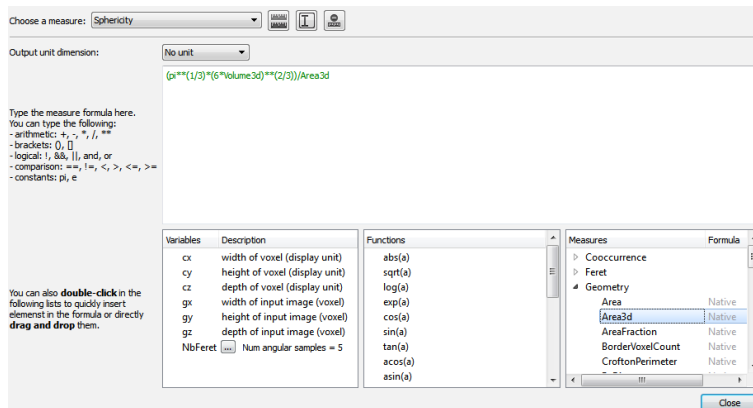 Choose a measure: Sphericity
Output unit dimension: No unit
(pi**(1/3)*(6*Volume3d)**(2/3))/Area3d
Type the measure formula here.
You can type the following:
- arithmetic: +, -, *, /, **
- brackets: (), []
- logical: !, &&, ||, and, or
- comparison: ==, !=, <, >, <=, >=
- constants: pi, e
You can also double-click in the
following lists to quickly insert
elemenst in the formula or directly
drag and drop them.
Variables Description
cx width of voxel (display unit)
cy height of voxel (display unit)
cz depth of voxel (display unit)
gx width of input image (voxel)
gy height of input image (voxel)
gz depth of input image (voxel)
NbFeret ... Num angular samples = 5
Functions
abs(a)
sqrt(a)
log(a)
exp(a)
cos(a)
sin(a)
tan(a)
acos(a)
asin(a)
Measures Formula
Cooccurrence
Feret
Geometry
Area Native
Area3d Native
AreaFraction Native
BorderVoxelCount Native
CroftonPerimeter Native
Close